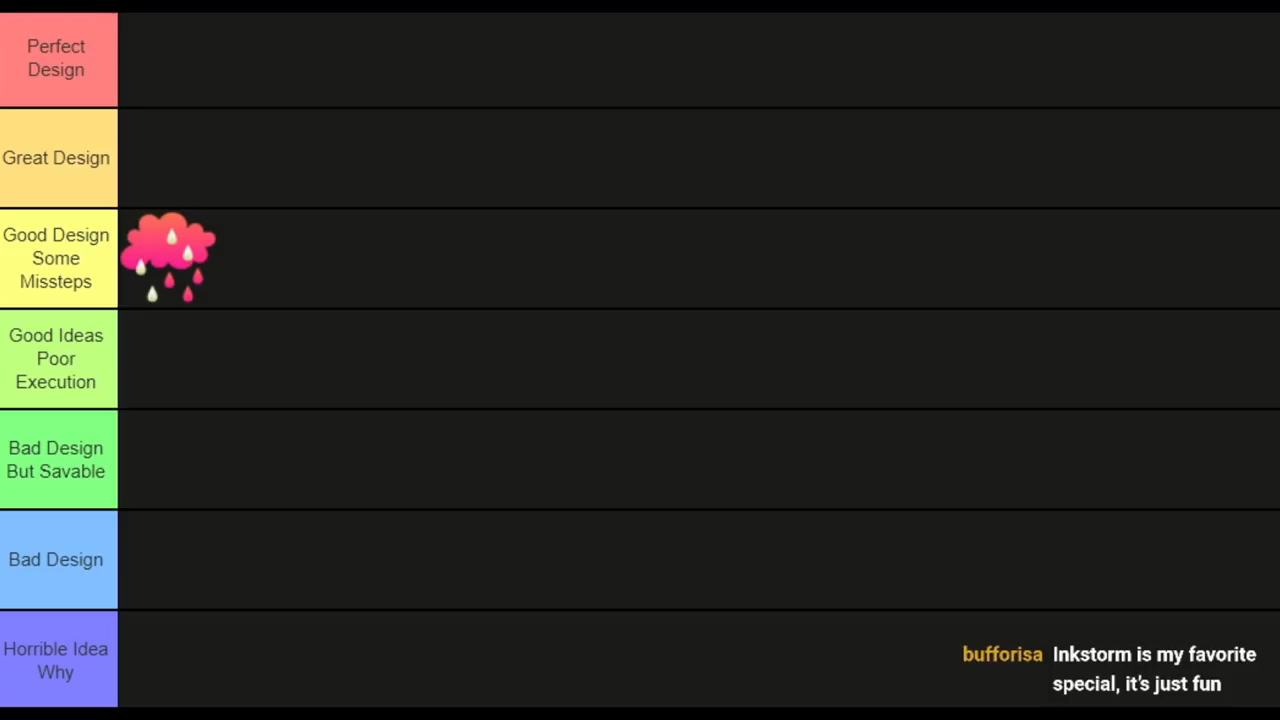 Perfect
Design
Great Design
Good Design
Some
Missteps
Good Ideas
Poor
Execution
Bad Design
But Savable
Bad Design
Horrible Idea
Why
bufforisa Inkstorm is my favorite
special, it's just fun